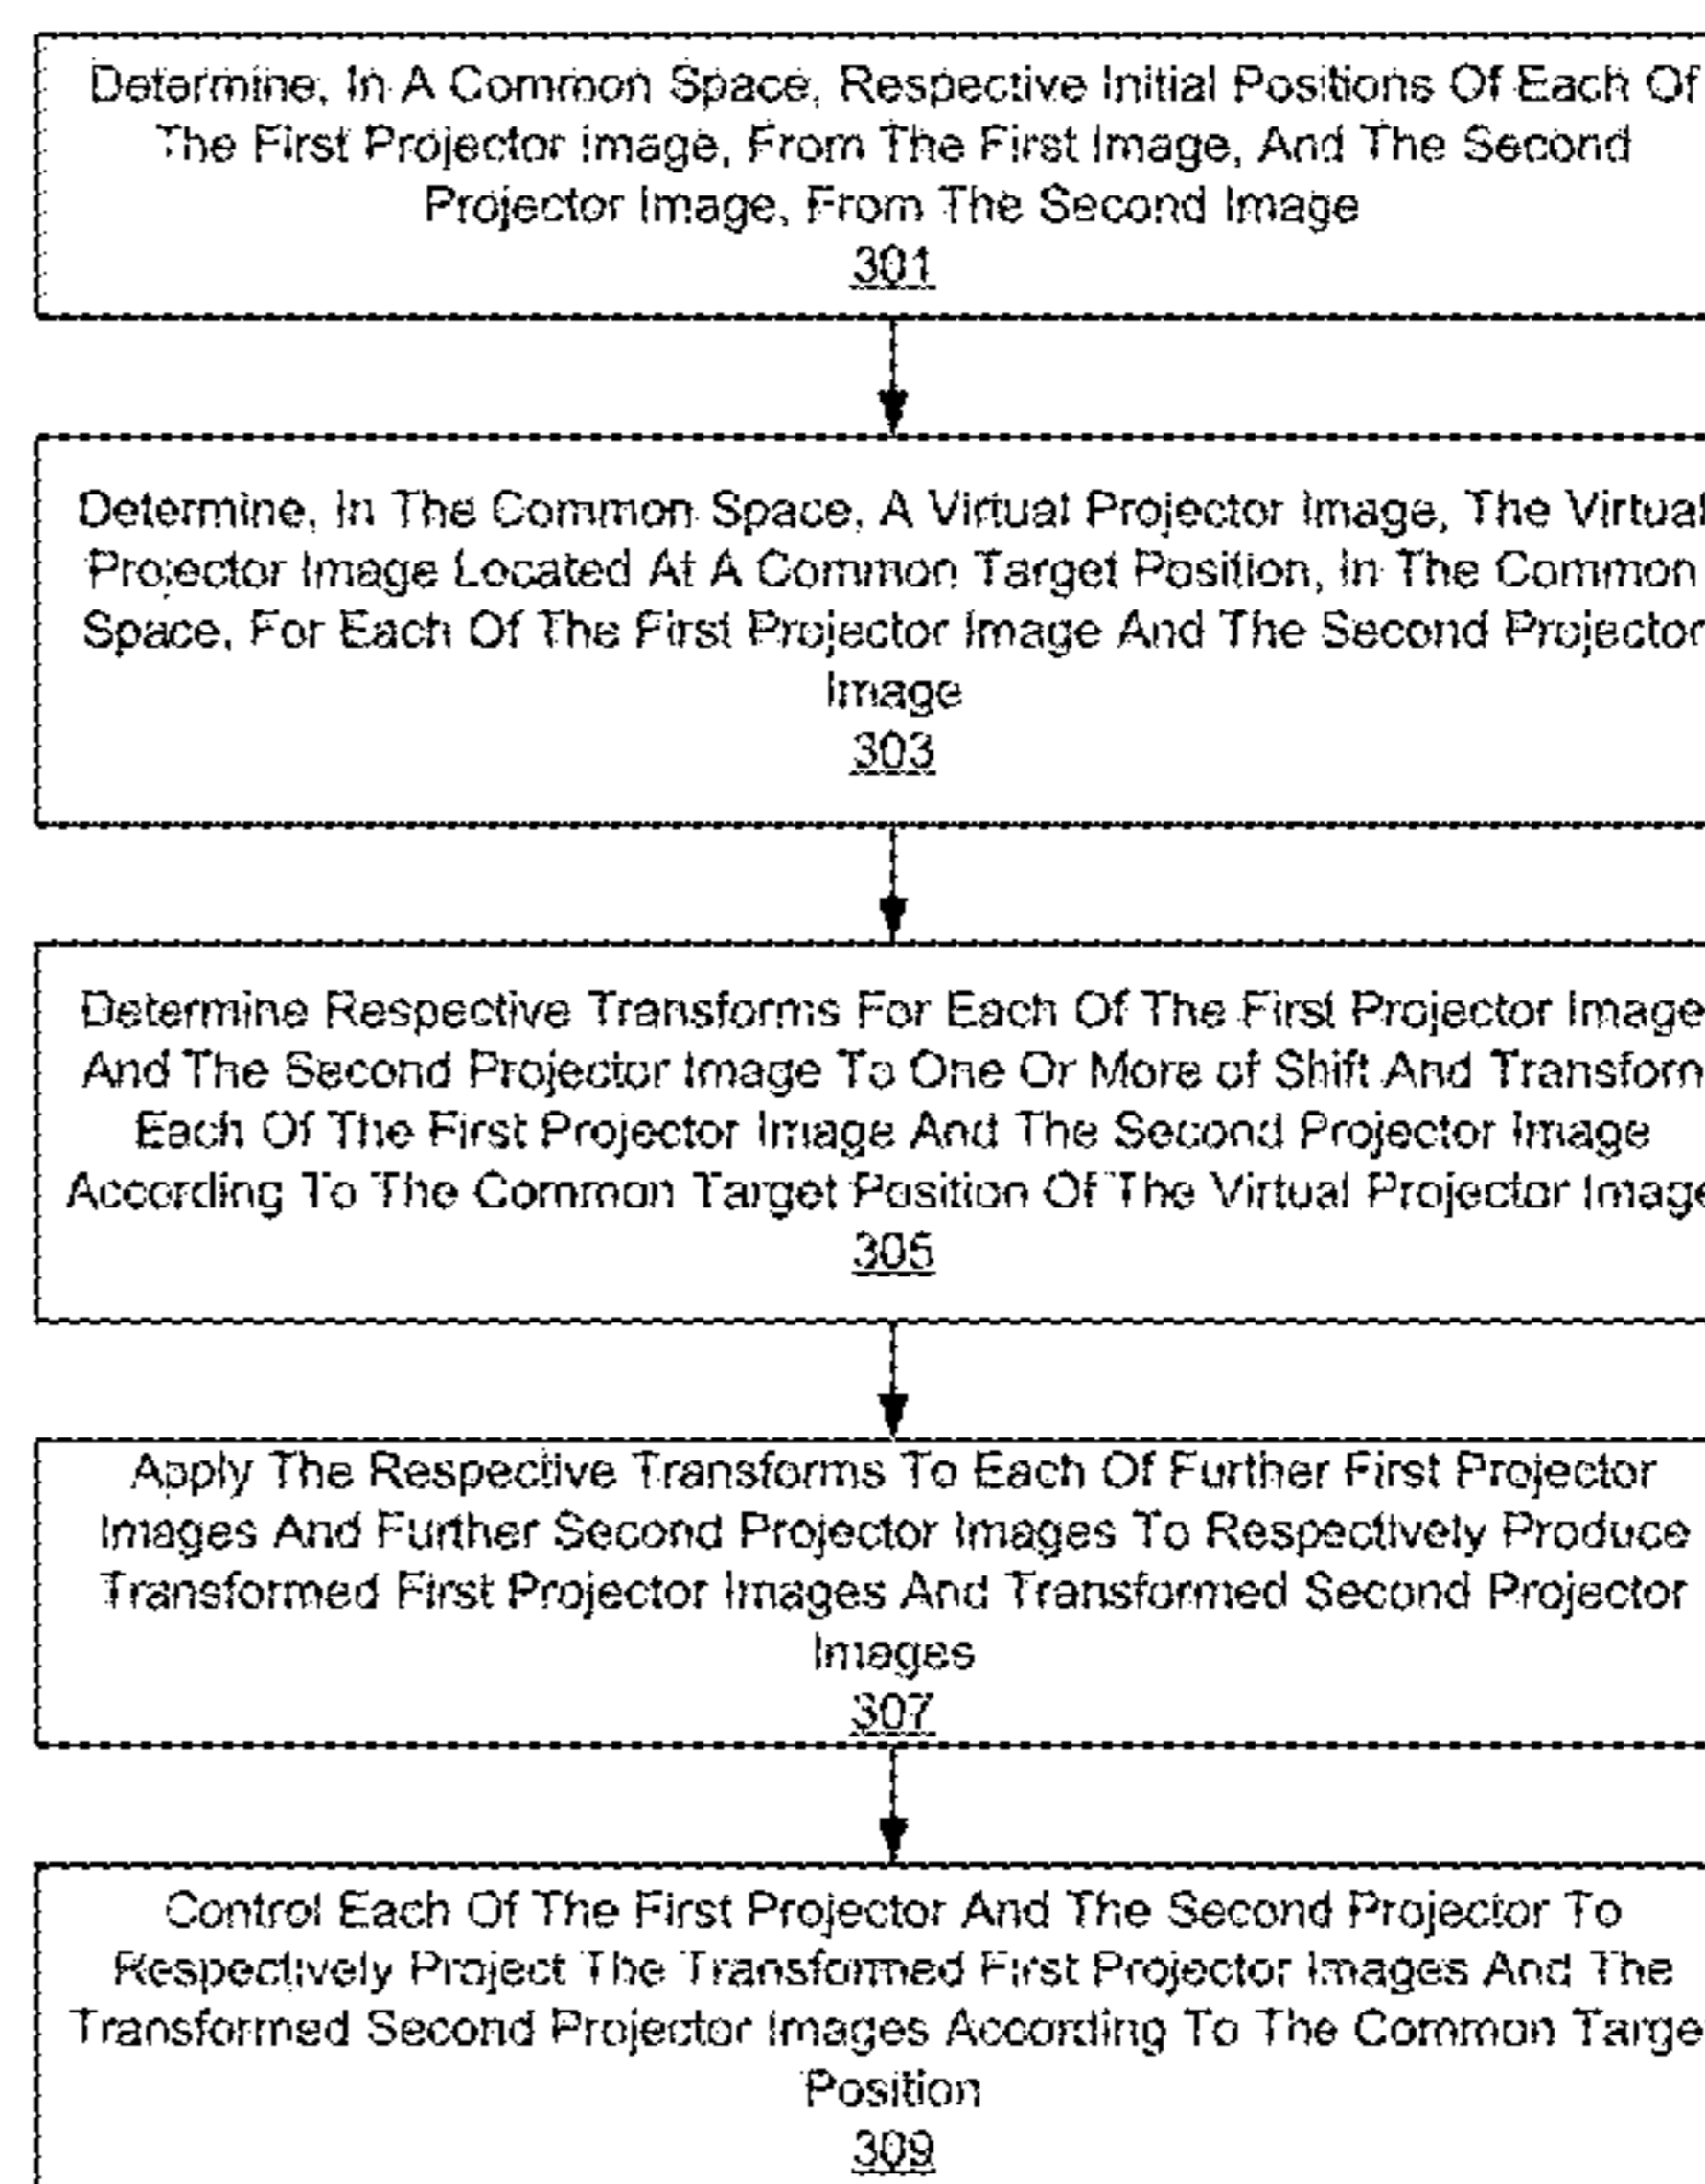 Determine, In A Common Space, Respective Initial Positions Of Each Of
The First Projector Image, From The First Image, And The Second
Projector Image, From The Second Image
301
Determine, In The Common Space, A Virtual Projector Image, The Virtual
Projector Image Located At A Common Target Position, In The Common
Space, For Each Of The First Projector Image And The Second Projector
Image
303
Determine Respective Transforms For Each Of The First Projector Image
And The Second Projector Image To One Or More of Shift And Transform
Each Of The First Projector Image And The Second Projector Image
According To The Common Target Position Of The Virtual Projector Image
305
Apply The Respective Transforms To Each Of Further First Projector
Images And Further Second Projector Images To Respectively Produce
Transformed First Projector Images And Transformed Second Projector
Images
307
Control Each Of The First Projector And The Second Projector To
Respectively Project The Transformed First Projector Images And The
Transformed Second Projector Images According To The Common Targe
Position
309